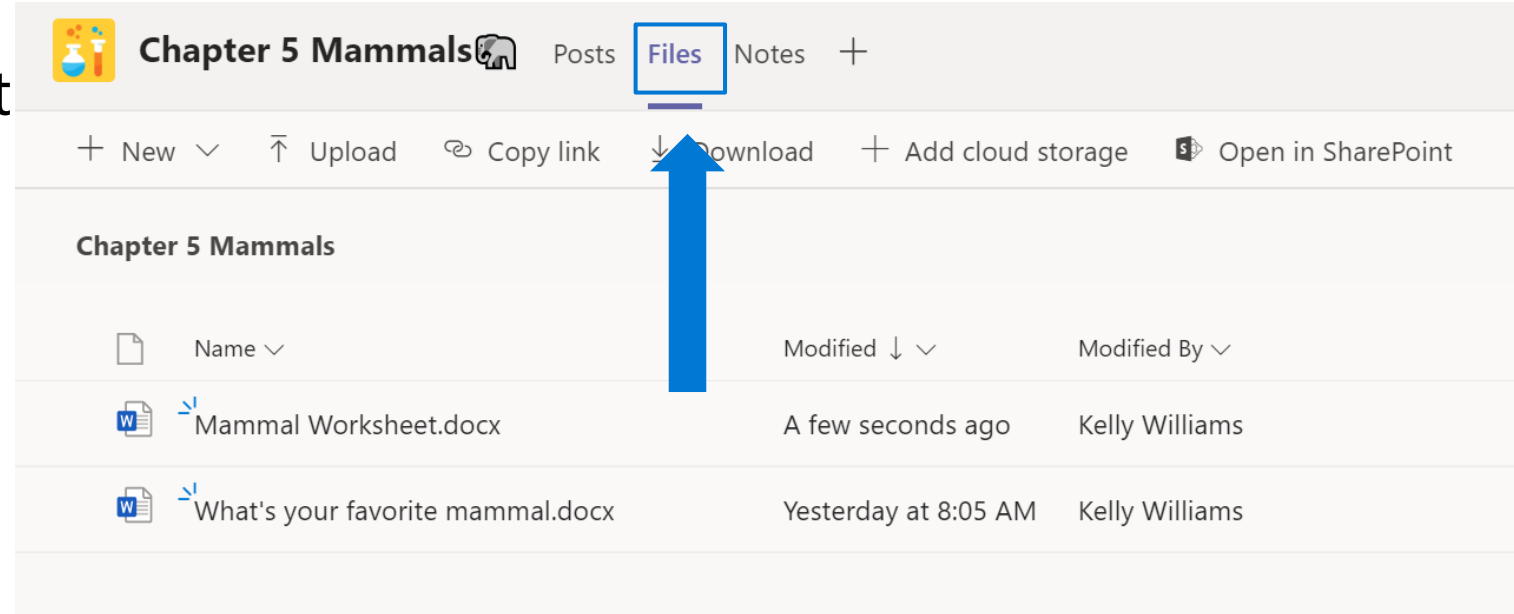 Chapter 5 Mammals Posts Files Notes
t
New Upload Copy link Download Add cloud storage Open in SharePoint
Chapter 5 Mammals
Name Modified Modified By
Mammal Worksheet.docx A few seconds ago Kelly Williams
What's your favorite mammal.docx Yesterday at 8:05 AM Kelly Williams